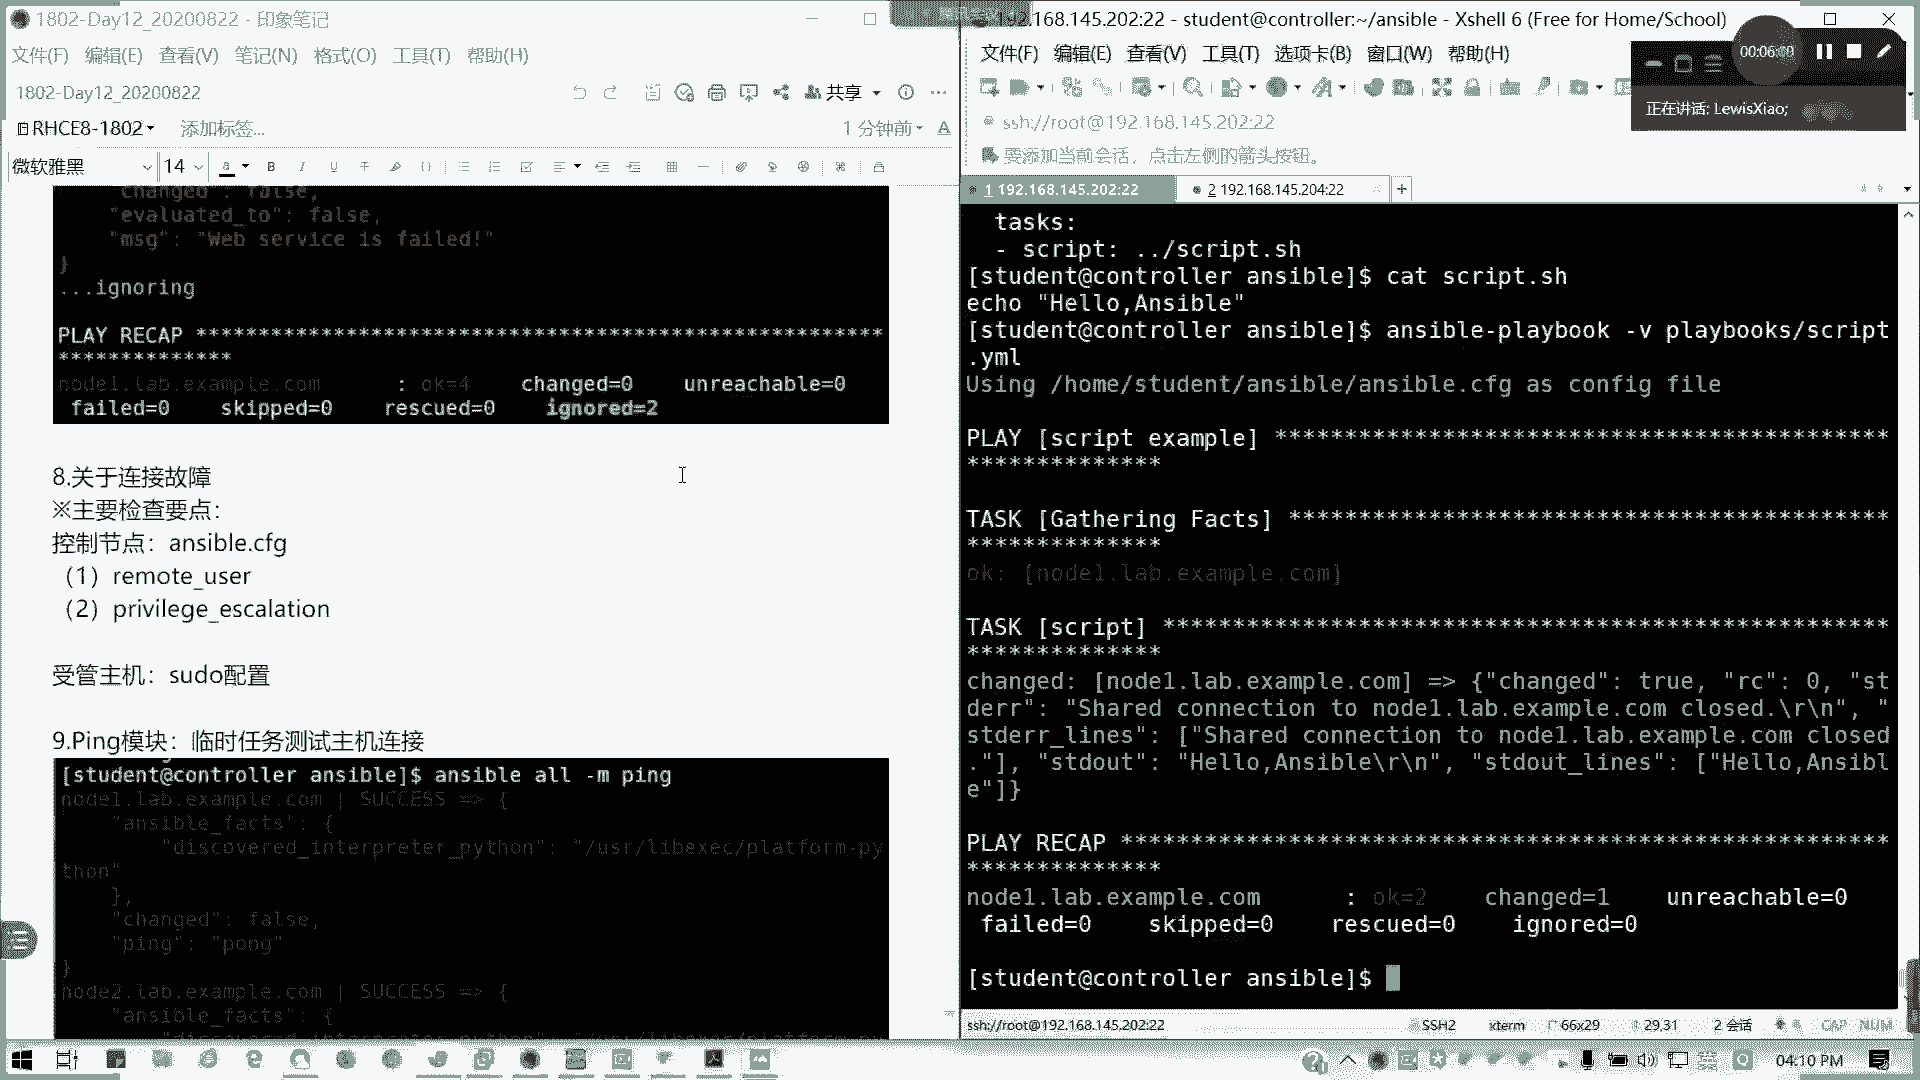 1802-Day12_20200822 - 印象笔记
文件(F) 编辑(E) 查看(V) 笔记(N) 格式(O) 工具(T) 帮助(H)
1802-Day12_20200822
共享
RHCE8-1802
添加标签...
1 分钟前
微软雅黑 14
"changed": false,
"evaluated_to": false,
"msg": "Web service is failed!"
}
...ignoring
PLAY RECAP *****************************************************
**************
node1.lab.example.com : ok=4 changed=0 unreachable=0
failed=0 skipped=0 rescued=0 ignored=2
8.关于连接故障
※主要检查要点：
控制节点：ansible.cfg
（1）remote_user
（2）privilege_escalation
受管主机：sudo配置
9.Ping模块：临时任务测试主机连接
[student@controller ansible]$ ansible all -m ping
node1.lab.example.com | SUCCESS => {
"ansible_facts": {
"discovered_interpreter_python": "/usr/libexec/platform-py
thon"
},
"changed": false,
"ping": "pong"
}
node2.lab.example.com | SUCCESS => {
"ansible_facts": {
192.168.145.202:22 - student@controller:~/ansible - Xshell 6 (Free for Home/School)
文件(F) 编辑(E) 查看(V) 工具(T) 选项卡(B) 窗口(W) 帮助(H)
00:06:00
正在讲话: LewisXiao;
ssh://root@192.168.145.202:22
要添加当前会话，点击左侧的箭头按钮。
1 192.168.145.202:22
2 192.168.145.204:22
tasks:
- script: ../script.sh
[student@controller ansible]$ cat script.sh
echo "Hello,Ansible"
[student@controller ansible]$ ansible-playbook -v playbooks/script
.yml
Using /home/student/ansible/ansible.cfg as config file
PLAY [script example] ********************************************
**************
TASK [Gathering Facts] *******************************************
**************
ok: [node1.lab.example.com]
TASK [script] ****************************************************
**************
changed: [node1.lab.example.com] => {"changed": true, "rc": 0, "st
derr": "Shared connection to node1.lab.example.com closed.\r\n", "
stderr_lines": ["Shared connection to node1.lab.example.com closed
."], "stdout": "Hello,Ansible\r\n", "stdout_lines": ["Hello,Ansibl
e"]}
PLAY RECAP *******************************************************
**************
node1.lab.example.com : ok=2 changed=1 unreachable=0
failed=0 skipped=0 rescued=0 ignored=0
[student@controller ansible]$
ssh://root@192.168.145.202:22 SSH2 xterm 66x29 29,31 2 会话 CAP NUM
英 04:10 PM